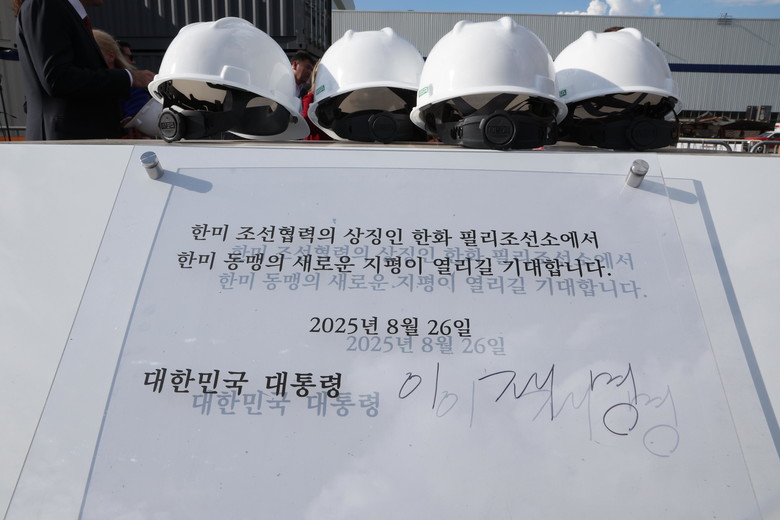 한미 조선협력의 상징인 한화 필리조선소에서
한미 동맹의 새로운 지평이 열리길 기대합니다.
2025년 8월 26일
대한민국 대통령 이재명